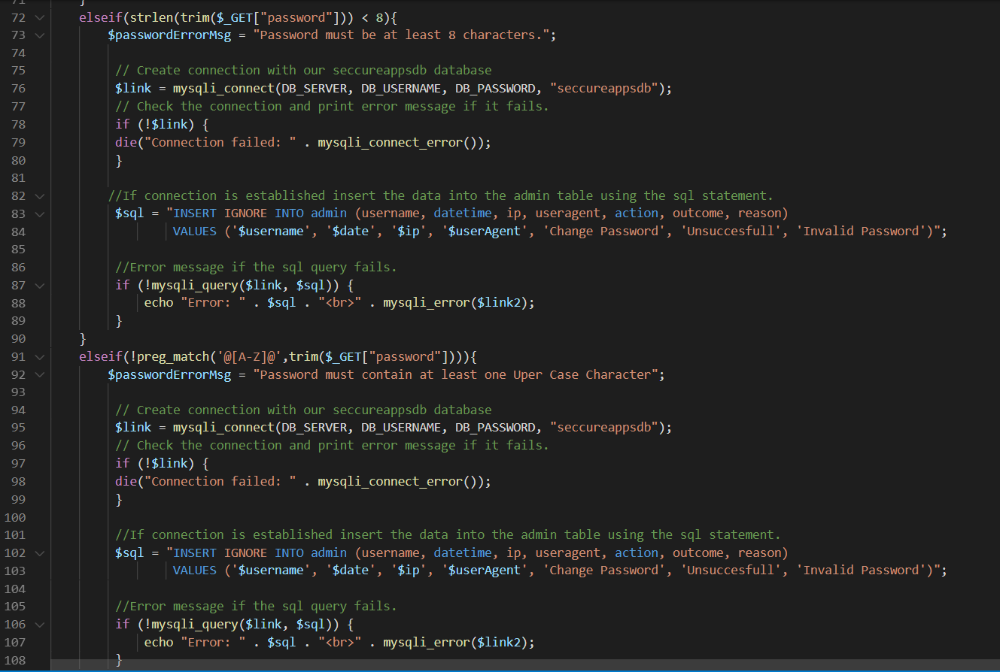 71 }
72 elseif(strlen(trim($_GET["password"])) < 8){
73 $passwordErrorMsg = "Password must be at least 8 characters.";
74
75 // Create connection with our seccureappsdb database
76 $link = mysqli_connect(DB_SERVER, DB_USERNAME, DB_PASSWORD, "seccureappsdb");
77 // Check the connection and print error message if it fails.
78 if (!$link) {
79 die("Connection failed: " . mysqli_connect_error());
80 }
81
82 //If connection is established insert the data into the admin table using the sql statement.
83 $sql = "INSERT IGNORE INTO admin (username, datetime, ip, useragent, action, outcome, reason)
84 VALUES ('$username', '$date', '$ip', '$userAgent', 'Change Password', 'Unsuccesfull', 'Invalid Password')";
85
86 //Error message if the sql query fails.
87 if (!mysqli_query($link, $sql)) {
88 echo "Error: " . $sql . "<br>" . mysqli_error($link2);
89 }
90 }
91 elseif(!preg_match('@[A-Z]@',trim($_GET["password"]))){
92 $passwordErrorMsg = "Password must contain at least one Uper Case Character";
93
94 // Create connection with our seccureappsdb database
95 $link = mysqli_connect(DB_SERVER, DB_USERNAME, DB_PASSWORD, "seccureappsdb");
96 // Check the connection and print error message if it fails.
97 if (!$link) {
98 die("Connection failed: " . mysqli_connect_error());
99 }
100
101 //If connection is established insert the data into the admin table using the sql statement.
102 $sql = "INSERT IGNORE INTO admin (username, datetime, ip, useragent, action, outcome, reason)
103 VALUES ('$username', '$date', '$ip', '$userAgent', 'Change Password', 'Unsuccesfull', 'Invalid Password')";
104
105 //Error message if the sql query fails.
106 if (!mysqli_query($link, $sql)) {
107 echo "Error: " . $sql . "<br>" . mysqli_error($link2);
108 }